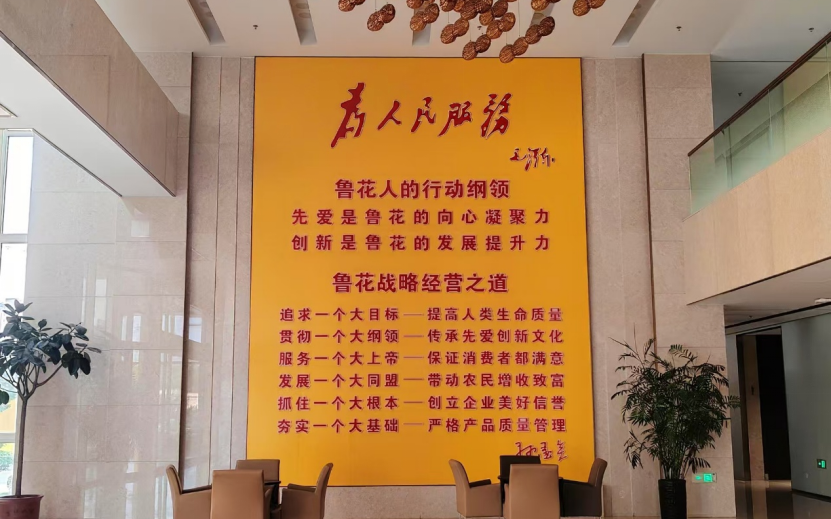 为人民服务
毛泽东
鲁花人的行动纲领
先爱是鲁花的向心凝聚力
创新是鲁花的发展提升力
鲁花战略经营之道
追求一个大目标——提高人类生命质量
贯彻一个大纲领——传承先爱创新文化
服务一个大上帝——保证消费者都满意
发展一个大同盟——带动农民增收致富
抓住一个大根本——创立企业美好信誉
夯实一个大基础——严格产品质量管理